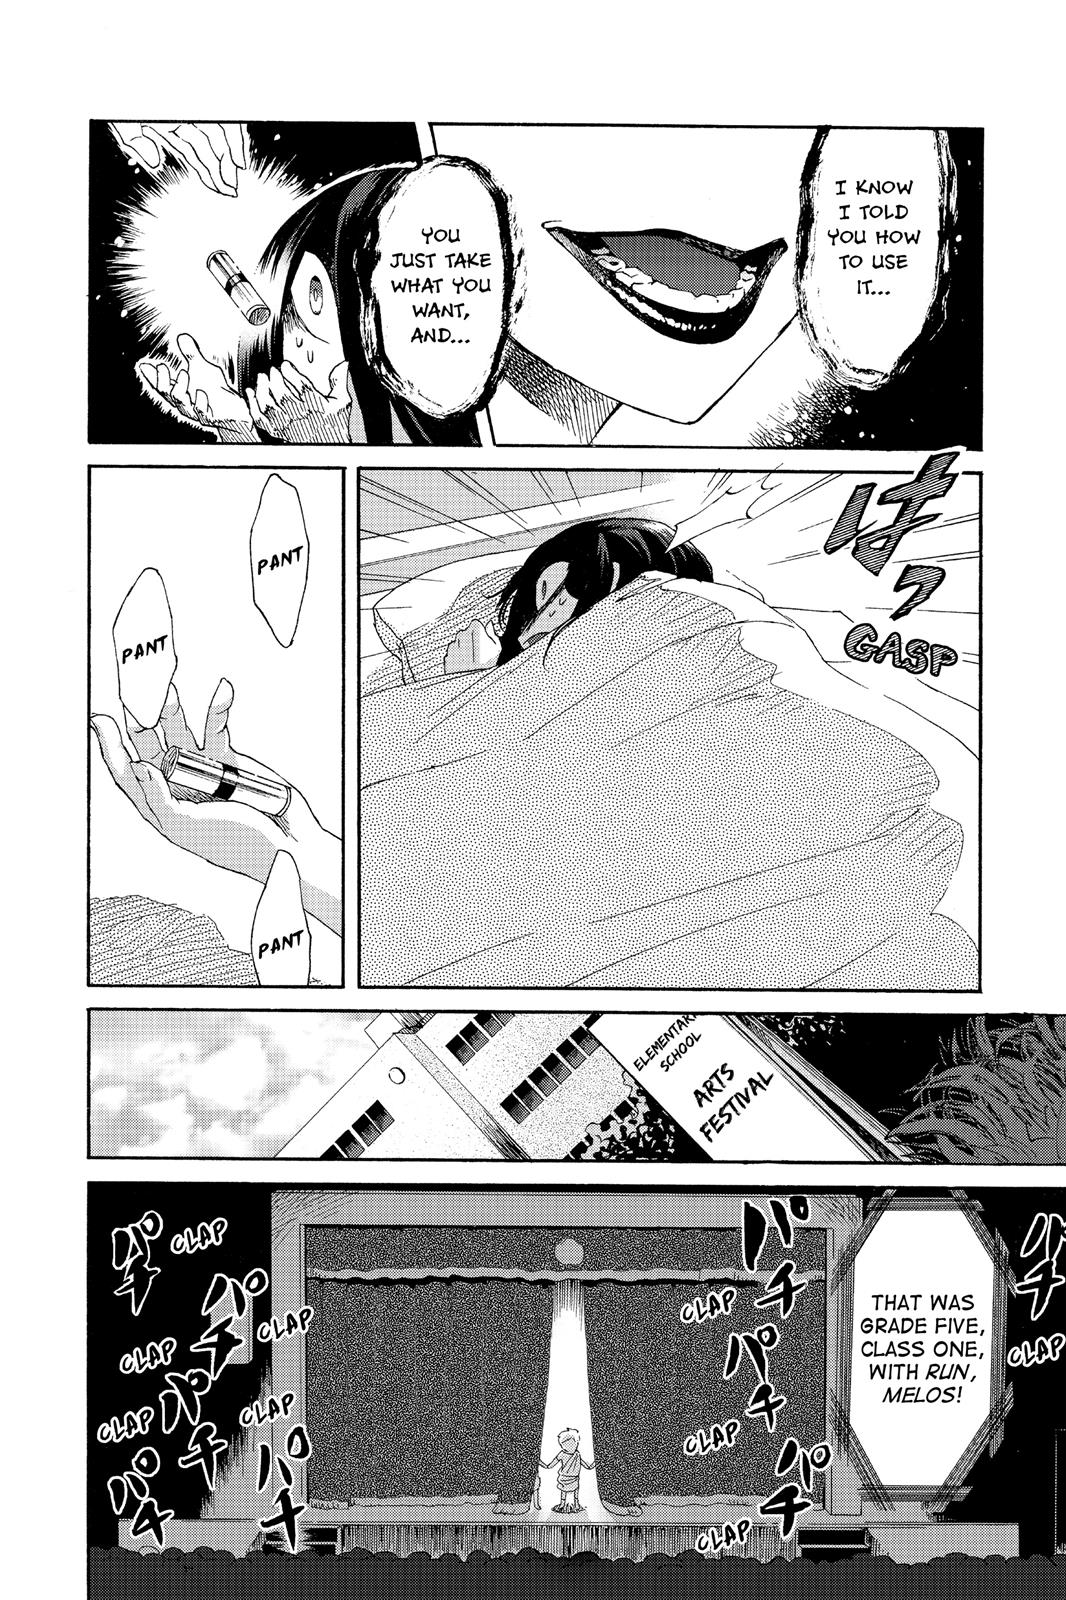 I KNOW
I TOLD
YOU HOW
TO USE
IT...
YOU
JUST TAKE
WHAT YOU
WANT,
AND...
はっ
GASP
PANT
PANT
PANT
ELEMENTARY
SCHOOL
ARTS
FESTIVAL
THAT WAS
GRADE FIVE,
CLASS ONE,
WITH RUN,
MELOS!
パチ
CLAP
パチ
CLAP
パチ
CLAP
パチ
CLAP
パチ
CLAP
パチ
CLAP
パチ
CLAP
パチ
CLAP
パチ
CLAP
CLAP